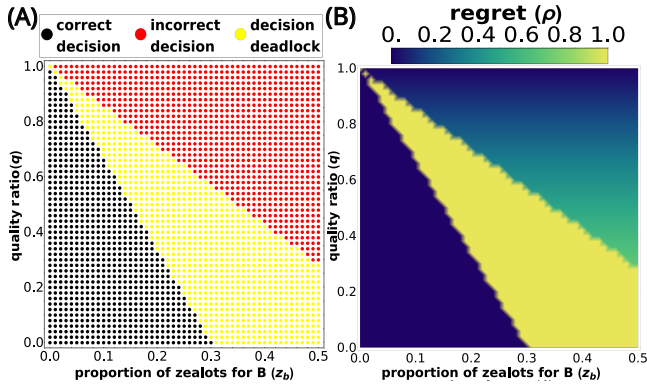 (A)
correct decision
incorrect decision
decision deadlock
quality ratio(q)
1.0
0.8
0.6
0.4
0.2
0.0
0.0 0.1 0.2 0.3 0.4 0.5
proportion of zealots for B (z_b)
(B)
regret (ρ)
0. 0.2 0.4 0.6 0.8 1.0
quality ratio(q)
1.0
0.8
0.6
0.4
0.2
0.0
0.0 0.1 0.2 0.3 0.4 0.5
proportion of zealots for B (z_b)